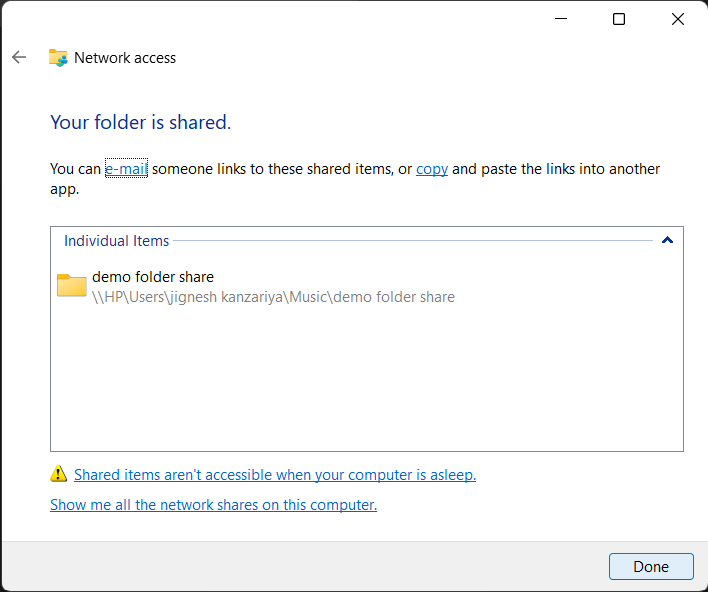 Network access
Your folder is shared.
You can e-mail someone links to these shared items, or copy and paste the links into another
app.
Individual Items
demo folder share
\\HP\Users\jignesh kanzariya\Music\demo folder share
Shared items aren't accessible when your computer is asleep.
Show me all the network shares on this computer.
Done